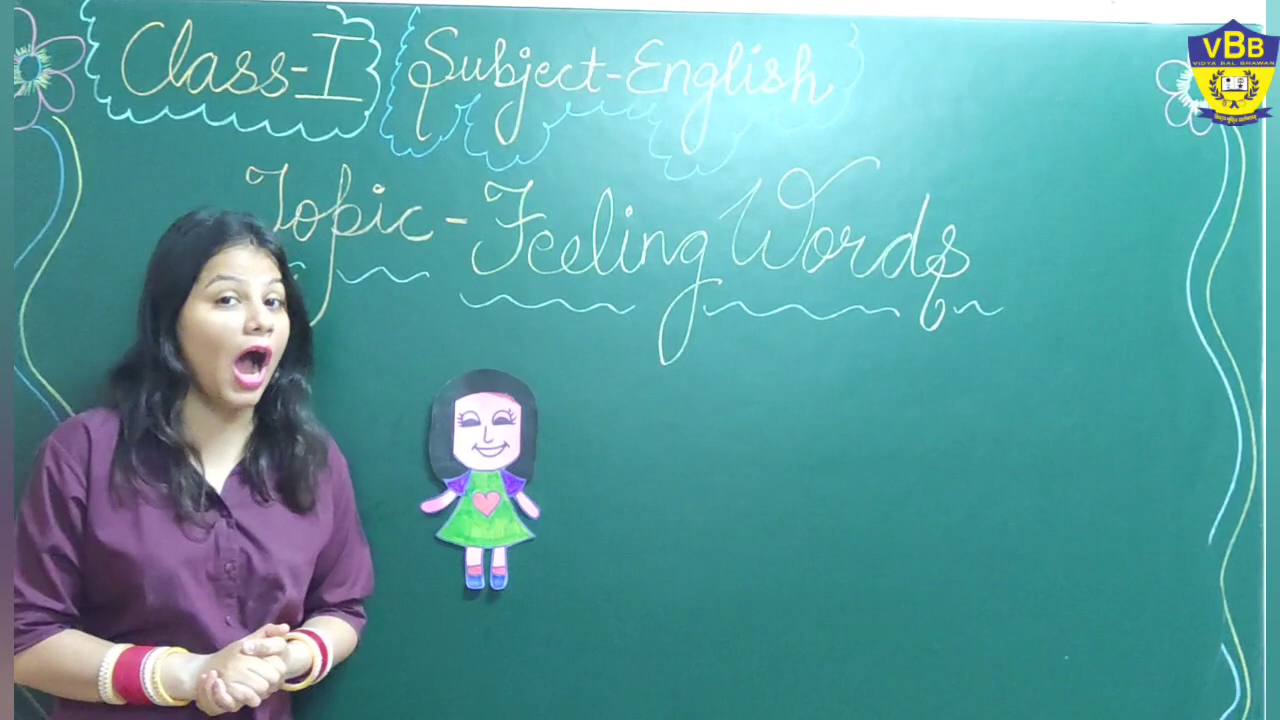 Class-I Subject-English
Topic-Feeling Words
VBB
VIDYA BAL BHAWAN